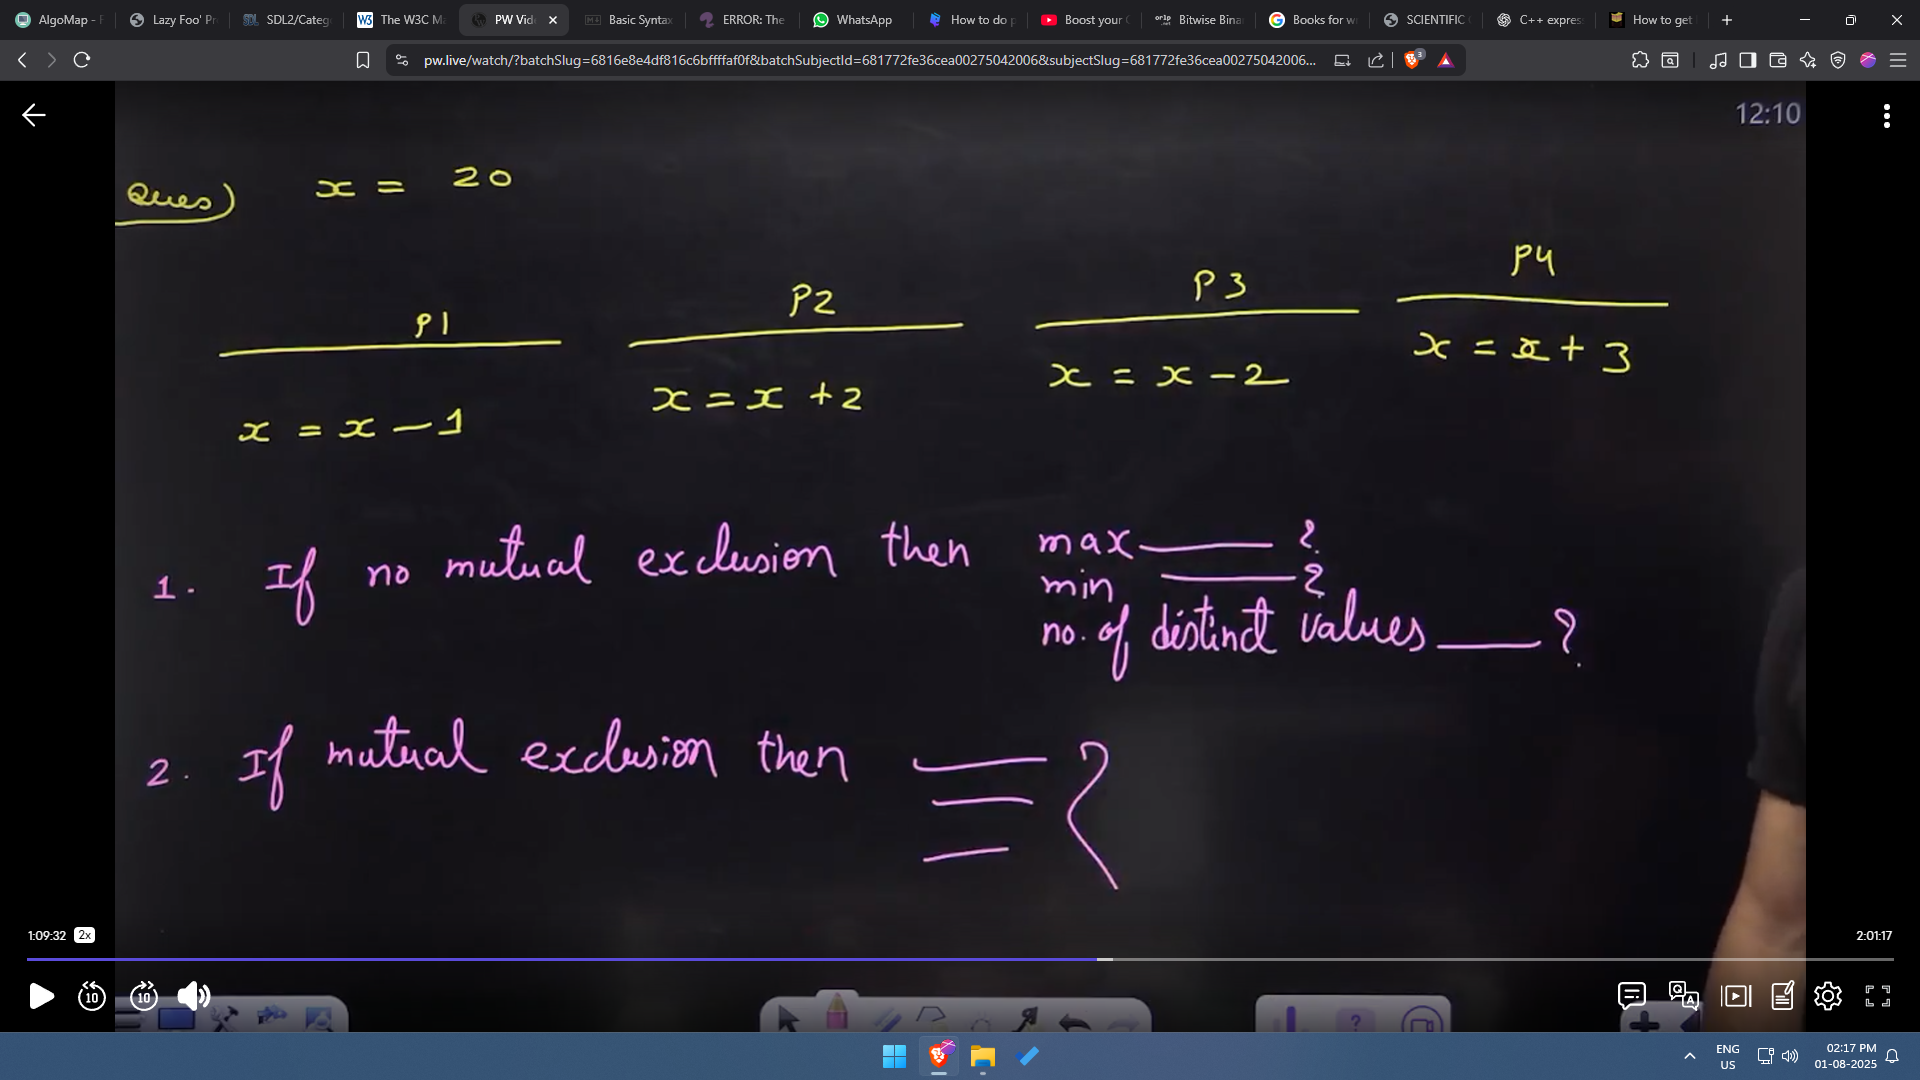 AlgoMap - F
Lazy Foo' Pr
SDL2/Categ
The W3C Ma
PW Vid
Basic Syntax
ERROR: The
WhatsApp
How to do p
Boost your C
Bitwise Bina
Books for wi
SCIENTIFIC
C++ expres
How to get
pw.live/watch/?batchSlug=6816e8e4df816c6bffffaf0f&batchSubjectId=681772fe36cea00275042006&subjectSlug=681772fe36cea00275042006...
3
12:10
Ques) x = 20
P1 P2 P3 P4
x = x - 1 x = x + 2 x = x - 2 x = x + 3
1. If no mutual exclusion then max ____ ?
min ____ ?
no. of distinct values ____ ?
2. If mutual exclusion then ____ ?
1:09:32 2x
2:01:17
10 10
ENG
US
02:17 PM
01-08-2025